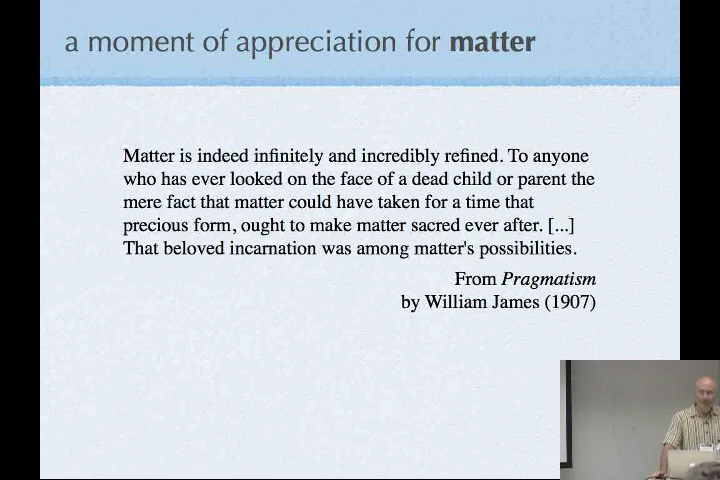 a moment of appreciation for matter
Matter is indeed infinitely and incredibly refined. To anyone
who has ever looked on the face of a dead child or parent the
mere fact that matter could have taken for a time that
precious form, ought to make matter sacred ever after. [...]
That beloved incarnation was among matter's possibilities.
From Pragmatism
by William James (1907)